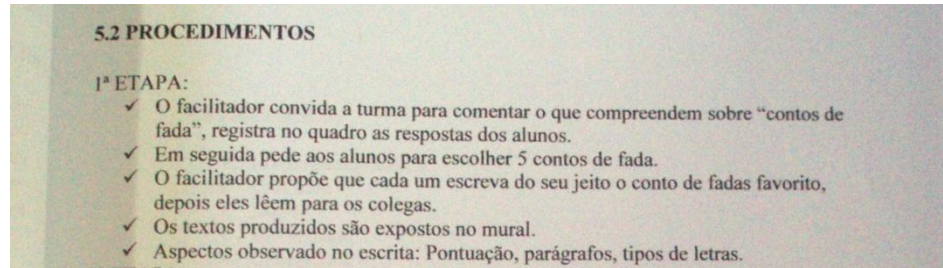 5.2 PROCEDIMENTOS
1ª ETAPA:
✓ O facilitador convida a turma para comentar o que compreendem sobre “contos de
fada”, registra no quadro as respostas dos alunos.
✓ Em seguida pede aos alunos para escolher 5 contos de fada.
✓ O facilitador propõe que cada um escreva do seu jeito o conto de fadas favorito,
depois eles lêem para os colegas.
✓ Os textos produzidos são expostos no mural.
✓ Aspectos observado no escrita: Pontuação, parágrafos, tipos de letras.